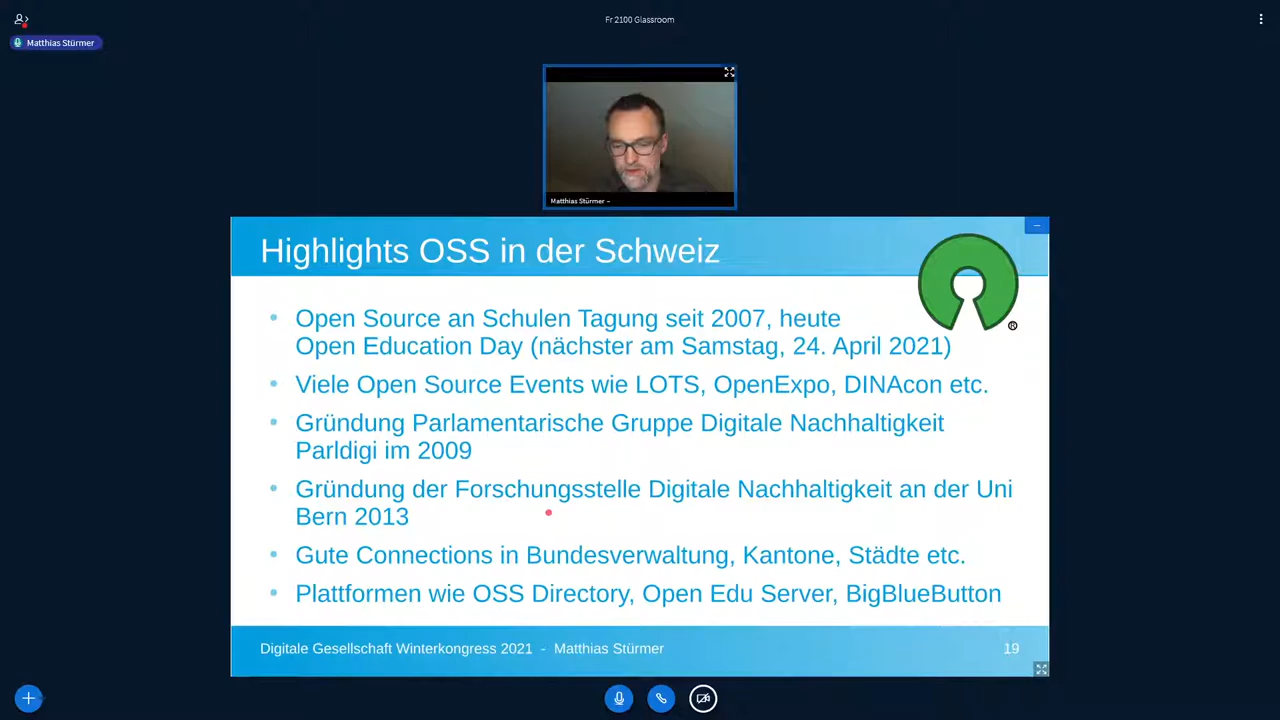 Fr 2100 Glassroom
Matthias Stürmer
Matthias Stürmer -
Highlights OSS in der Schweiz
®
• Open Source an Schulen Tagung seit 2007, heute
Open Education Day (nächster am Samstag, 24. April 2021)
• Viele Open Source Events wie LOTS, OpenExpo, DINAcon etc.
• Gründung Parlamentarische Gruppe Digitale Nachhaltigkeit
Parldigi im 2009
• Gründung der Forschungsstelle Digitale Nachhaltigkeit an der Uni
Bern 2013
• Gute Connections in Bundesverwaltung, Kantone, Städte etc.
• Plattformen wie OSS Directory, Open Edu Server, BigBlueButton
Digitale Gesellschaft Winterkongress 2021 - Matthias Stürmer
19